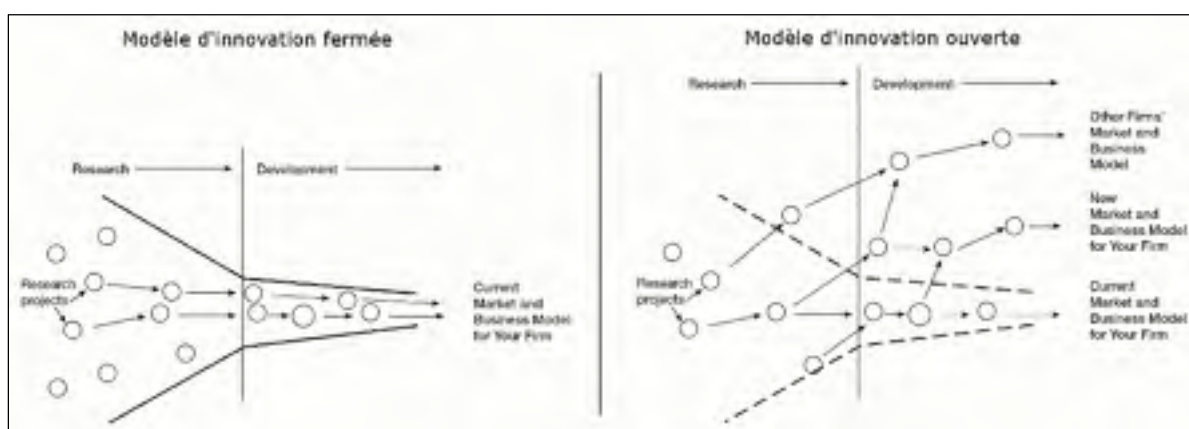 Modèle d'innovation fermée
Research
Development
Research
projects
Current
Market and
Business Model
for Your Firm
Modèle d'innovation ouverte
Research
Development
Other Firms'
Market and
Business
Model
New
Market and
Business Model
for Your Firm
Research
projects
Current
Market and
Business Model
for Your Firm